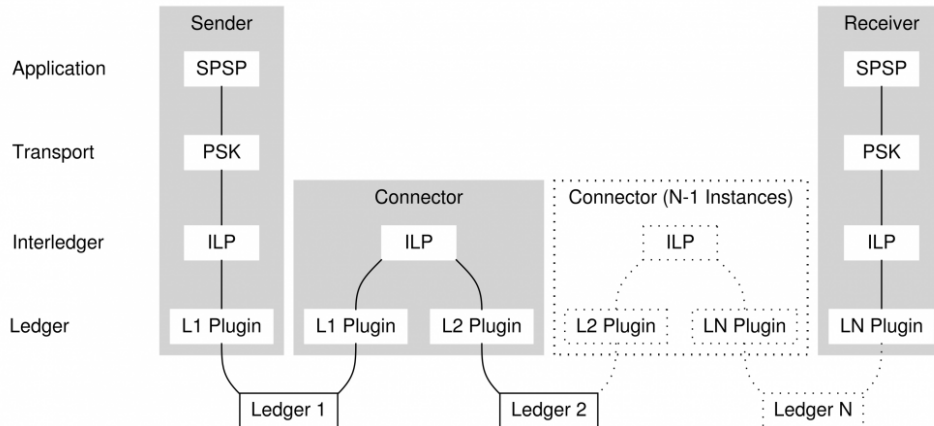 Sender
Receiver
Application
SPSP
SPSP
Transport
PSK
PSK
Connector
Connector (N-1 Instances)
Interledger
ILP
ILP
ILP
ILP
Ledger
L1 Plugin
L1 Plugin
L2 Plugin
L2 Plugin
LN Plugin
LN Plugin
Ledger 1
Ledger 2
Ledger N